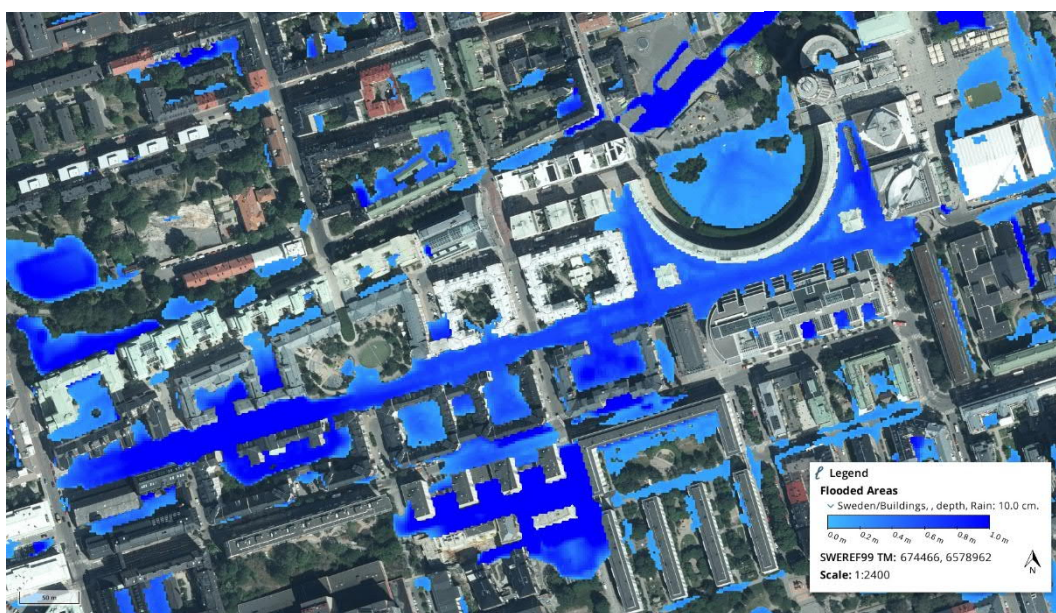 Legend
Flooded Areas
Sweden/Buildings, , depth, Rain: 10.0 cm.
0.0 m 0.2 m 0.4 m 0.6 m 0.8 m 1.0 m
SWEREF99 TM: 674466, 6578962
Scale: 1:2400
N
50 m